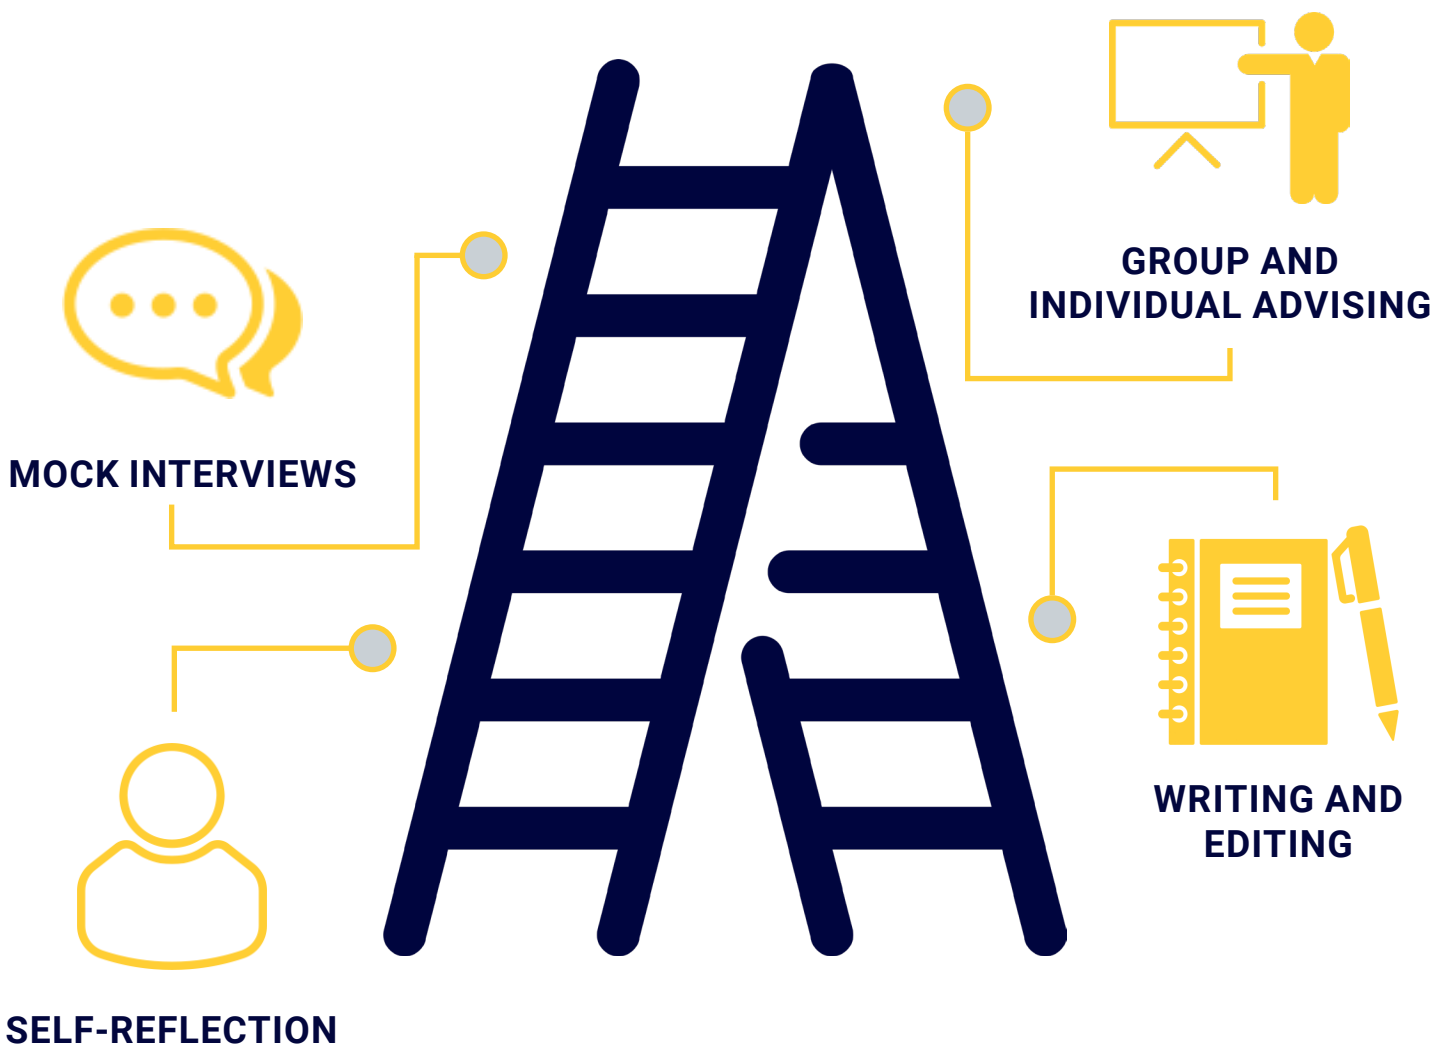 GROUP AND
INDIVIDUAL ADVISING
MOCK INTERVIEWS
WRITING AND
EDITING
SELF-REFLECTION